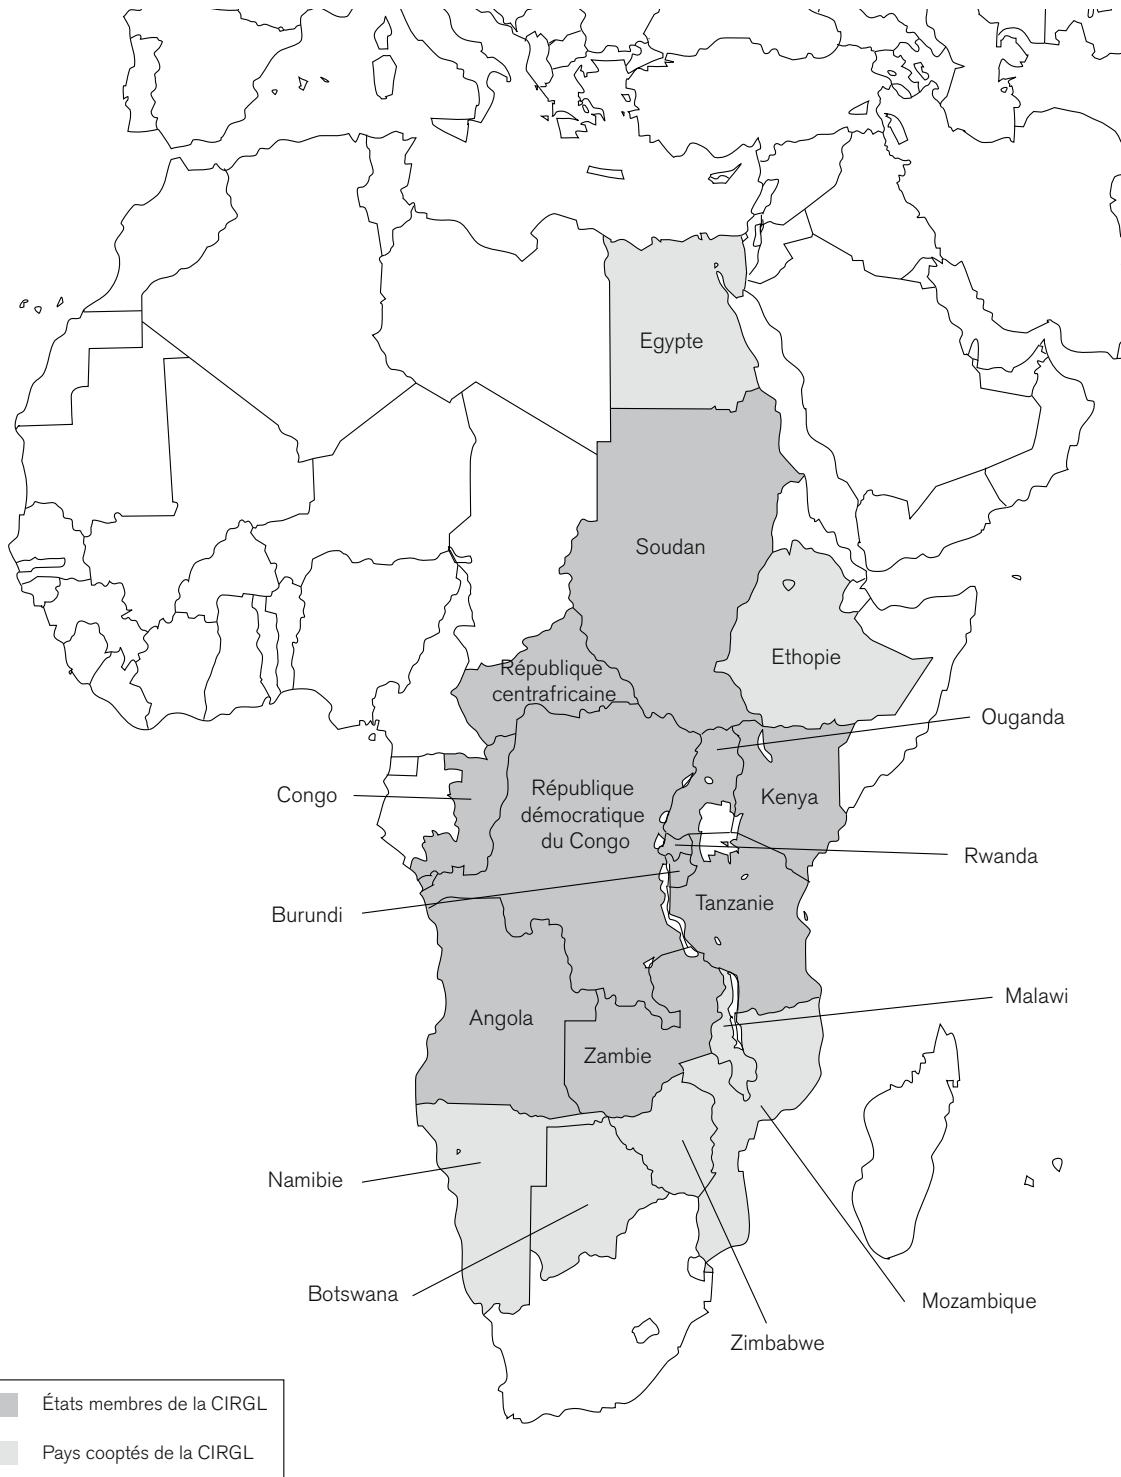 Egypte
Soudan
Ethopie
République
centrafricaine
Ouganda
Congo
République
démocratique
du Congo
Kenya
Rwanda
Burundi
Tanzanie
Malawi
Angola
Zambie
Namibie
Botswana
Mozambique
Zimbabwe
États membres de la CIRGL
Pays cooptés de la CIRGL